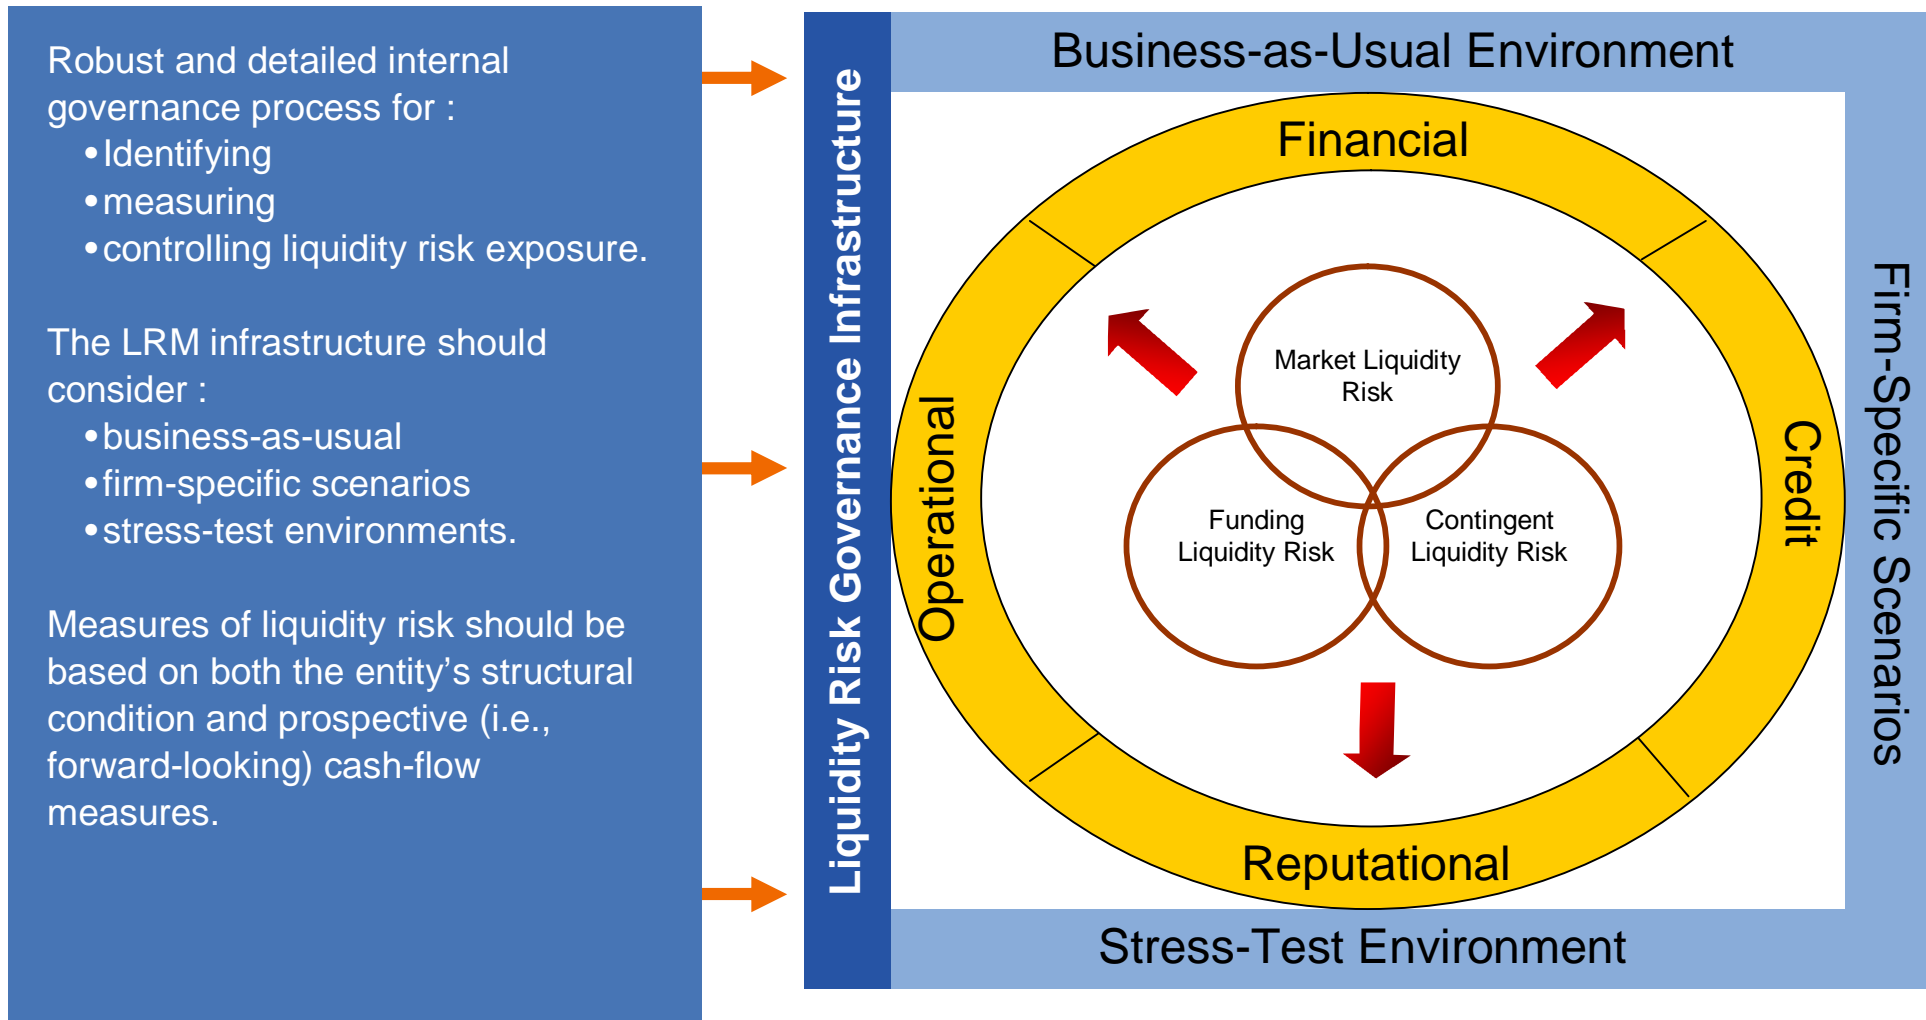 Robust and detailed internal
governance process for :
•Identifying
•measuring
•controlling liquidity risk exposure.
The LRM infrastructure should
consider :
•business-as-usual
•firm-specific scenarios
•stress-test environments.
Measures of liquidity risk should be
based on both the entity’s structural
condition and prospective (i.e.,
forward-looking) cash-flow
measures.
Liquidity Risk Governance Infrastructure
Business-as-Usual Environment
Financial
Operational
Market Liquidity
Risk
Funding
Liquidity Risk
Contingent
Liquidity Risk
Credit
Reputational
Firm-Specific Scenarios
Stress-Test Environment